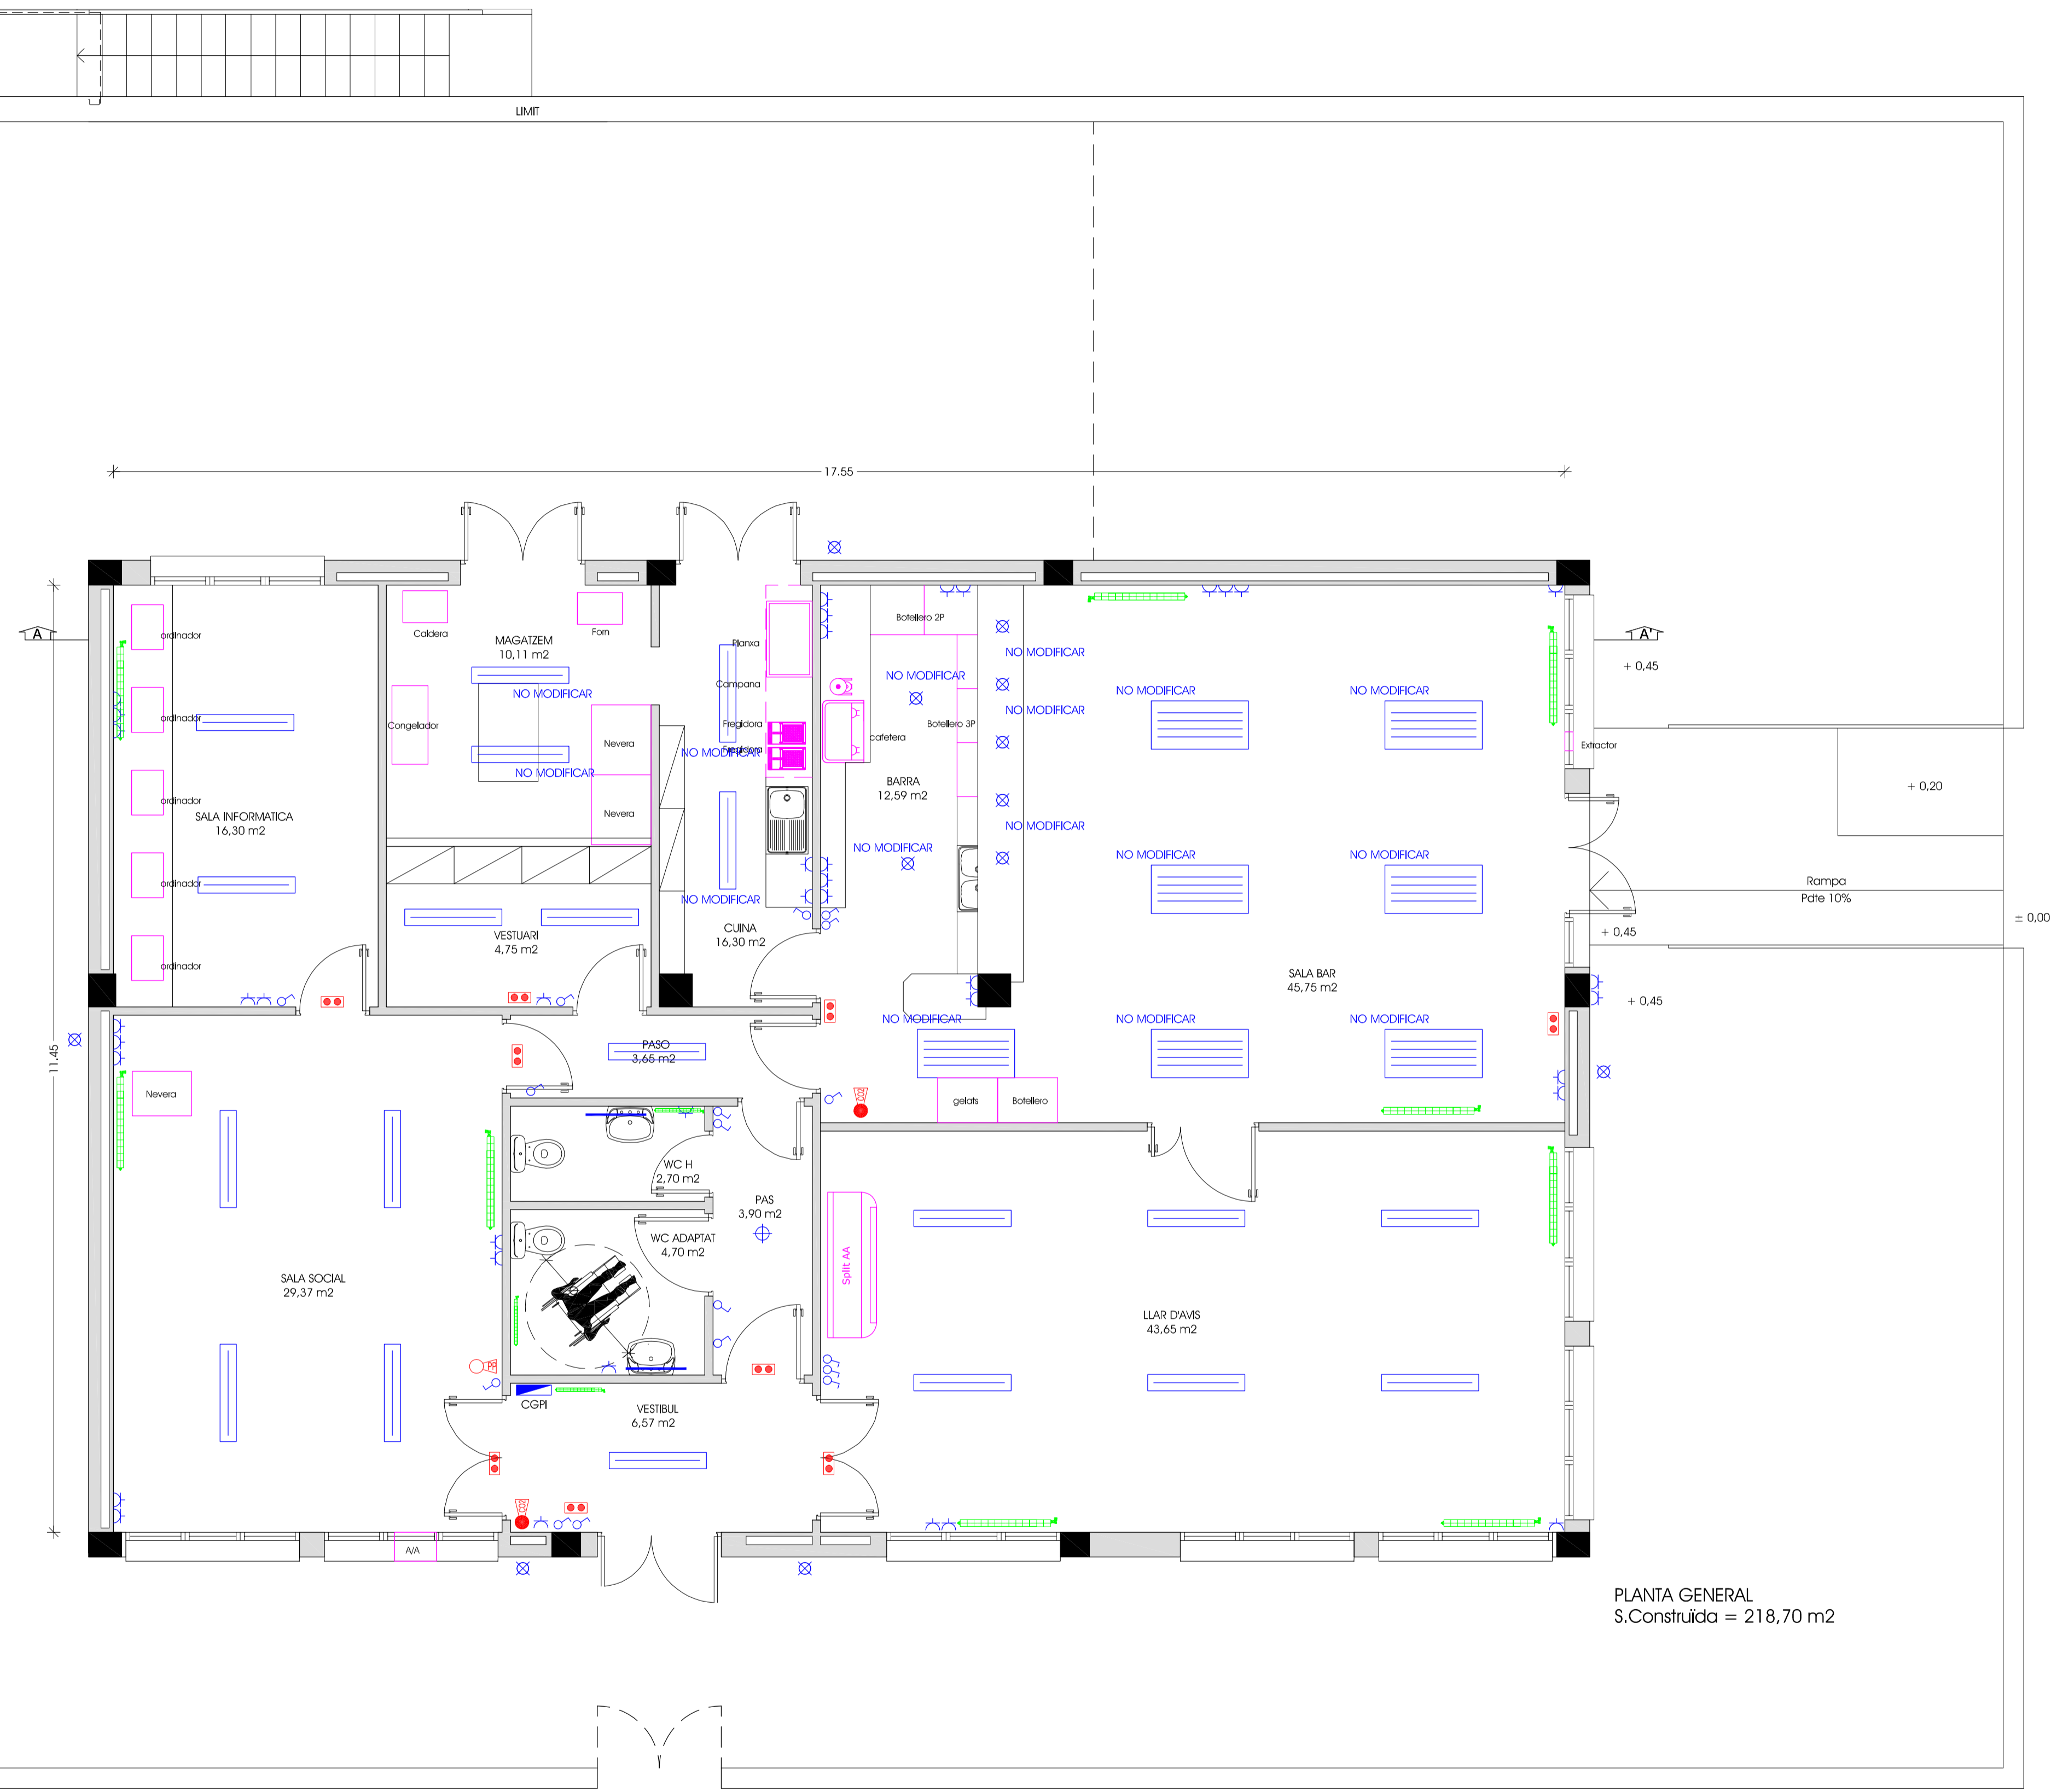 LIMIT
17.55
A
A'
+ 0,45
11.45
ordinador
ordinador
ordinador
ordinador
ordinador
SALA INFORMATICA
16,30 m2
Caldera
MAGATZEM
10,11 m2
Forn
NO MODIFICAR
Congelador
NO MODIFICAR
Nevera
Nevera
VESTUARI
4,75 m2
Planxa
Campana
Fregidora
Fregidora
NO MODIFICAR
NO MODIFICAR
CUINA
16,30 m2
Botellero 2P
NO MODIFICAR
Botellero 3P
cafetera
BARRA
12,59 m2
NO MODIFICAR
NO MODIFICAR
NO MODIFICAR
NO MODIFICAR
NO MODIFICAR
NO MODIFICAR
NO MODIFICAR
NO MODIFICAR
NO MODIFICAR
NO MODIFICAR
NO MODIFICAR
SALA BAR
45,75 m2
gelats
Botellero
Extractor
+ 0,20
Rampa
Pdte 10%
± 0,00
+ 0,45
+ 0,45
PASO
3,65 m2
Nevera
SALA SOCIAL
29,37 m2
WC H
2,70 m2
PAS
3,90 m2
WC ADAPTAT
4,70 m2
Split AA
LLAR D'AVIS
43,65 m2
CGPI
VESTIBUL
6,57 m2
CO2
CO2
A/A
PLANTA GENERAL
S.Construïda = 218,70 m2